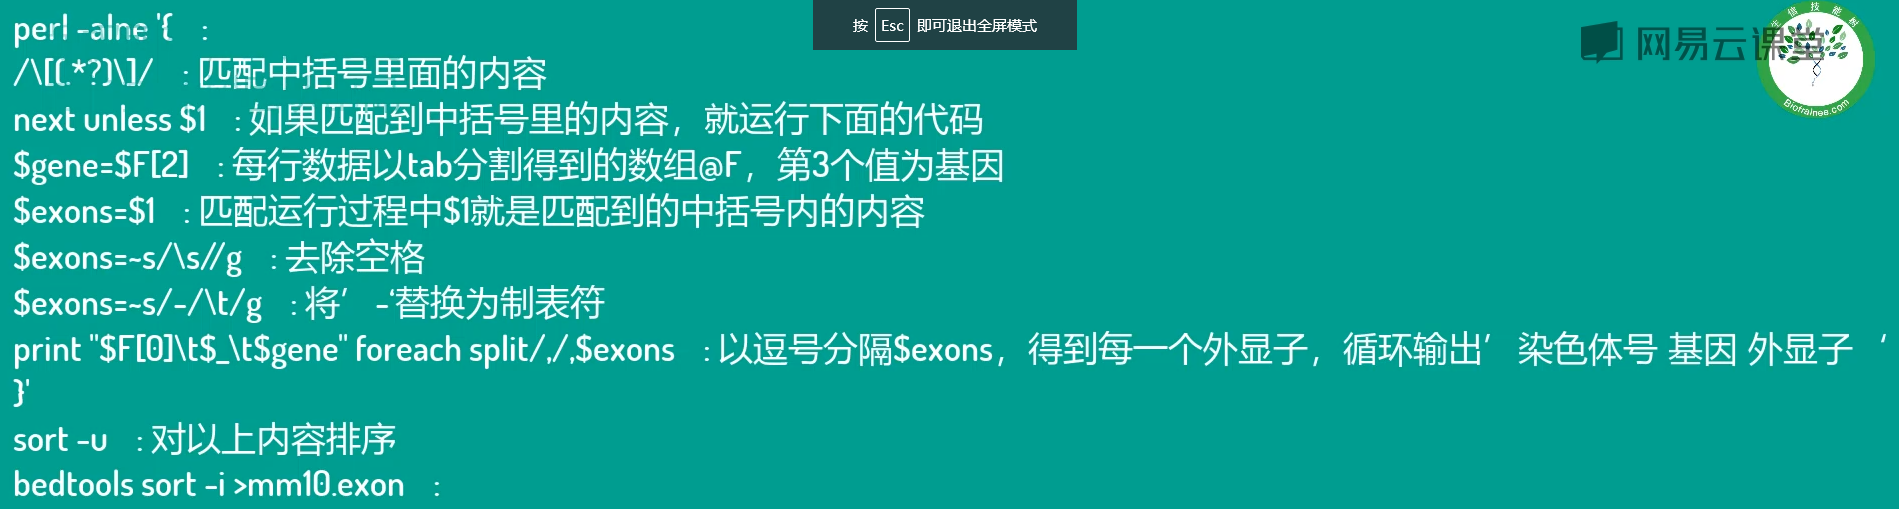 按 Esc 即可退出全屏模式
网易云课堂
生信技能树
Biotrainee.com
perl -alne '{ :
/\[(.*?)\]/ : 匹配中括号里面的内容
next unless $1 : 如果匹配到中括号里的内容，就运行下面的代码
$gene=$F[2] : 每行数据以tab分割得到的数组@F，第3个值为基因
$exons=$1 : 匹配运行过程中$1就是匹配到的中括号内的内容
$exons=~s/\s//g : 去除空格
$exons=~s/-/\t/g : 将’ -‘替换为制表符
print "$F[0]\t$_\t$gene" foreach split/,/,$exons : 以逗号分隔$exons，得到每一个外显子，循环输出’ 染色体号 基因 外显子 ‘
}'
sort -u : 对以上内容排序
bedtools sort -i >mm10.exon :